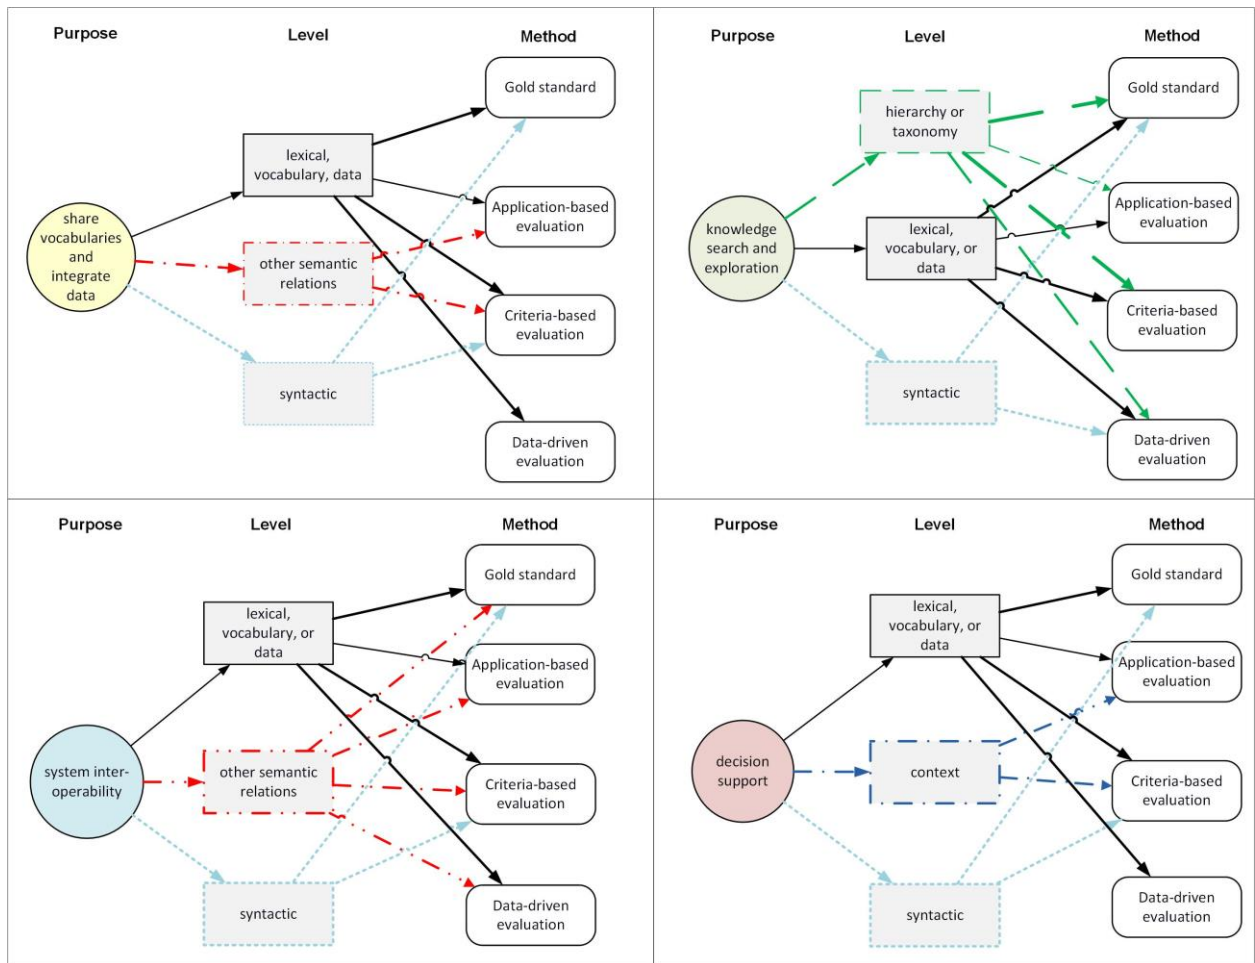 Purpose
Level
Method
Gold standard
lexical,
vocabulary, data
Application-based
evaluation
share
vocabularies
and
integrate
data
other semantic
relations
Criteria-based
evaluation
syntactic
Data-driven
evaluation
Purpose
Level
Method
Gold standard
hierarchy or
taxonomy
Application-based
evaluation
knowledge
search and
exploration
lexical,
vocabulary, or
data
Criteria-based
evaluation
syntactic
Data-driven
evaluation
Purpose
Level
Method
Gold standard
lexical,
vocabulary, or
data
Application-based
evaluation
system inter-
operability
other semantic
relations
Criteria-based
evaluation
syntactic
Data-driven
evaluation
Purpose
Level
Method
Gold standard
lexical,
vocabulary, or
data
Application-based
evaluation
decision
support
context
Criteria-based
evaluation
syntactic
Data-driven
evaluation